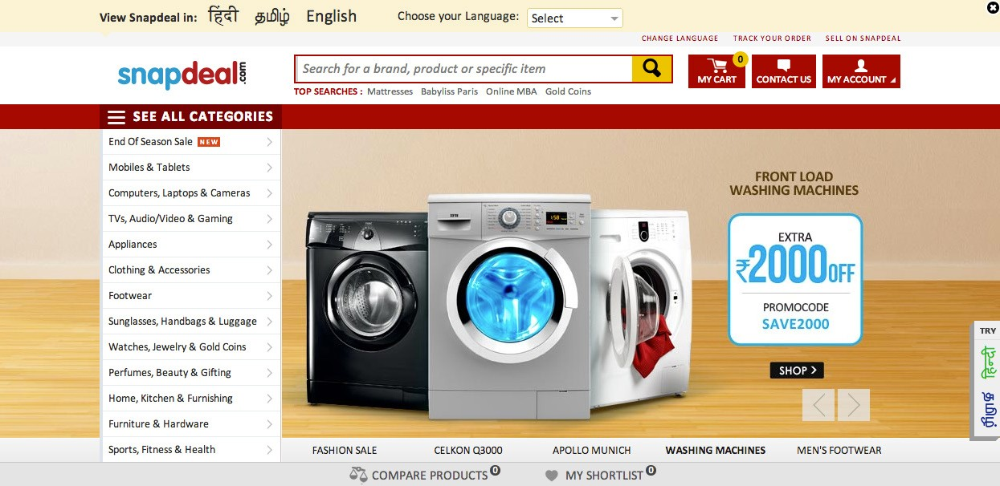 View Snapdeal in: हिंदी தமிழ் English Choose your Language: Select
CHANGE LANGUAGE TRACK YOUR ORDER SELL ON SNAPDEAL
snapdeal.com
Search for a brand, product or specific item
0
MY CART CONTACT US MY ACCOUNT
TOP SEARCHES : Mattresses Babyliss Paris Online MBA Gold Coins
SEE ALL CATEGORIES
End Of Season Sale NEW
Mobiles & Tablets
Computers, Laptops & Cameras
TVs, Audio/Video & Gaming
Appliances
Clothing & Accessories
Footwear
Sunglasses, Handbags & Luggage
Watches, Jewelry & Gold Coins
Perfumes, Beauty & Gifting
Home, Kitchen & Furnishing
Furniture & Hardware
Sports, Fitness & Health
IFB
FRONT LOAD
WASHING MACHINES
EXTRA
₹2000OFF
PROMOCODE
SAVE2000
SHOP >
TRY
हिंदी
தமிழ்
FASHION SALE CELKON Q3000 APOLLO MUNICH WASHING MACHINES MEN'S FOOTWEAR
COMPARE PRODUCTS 0 MY SHORTLIST 0